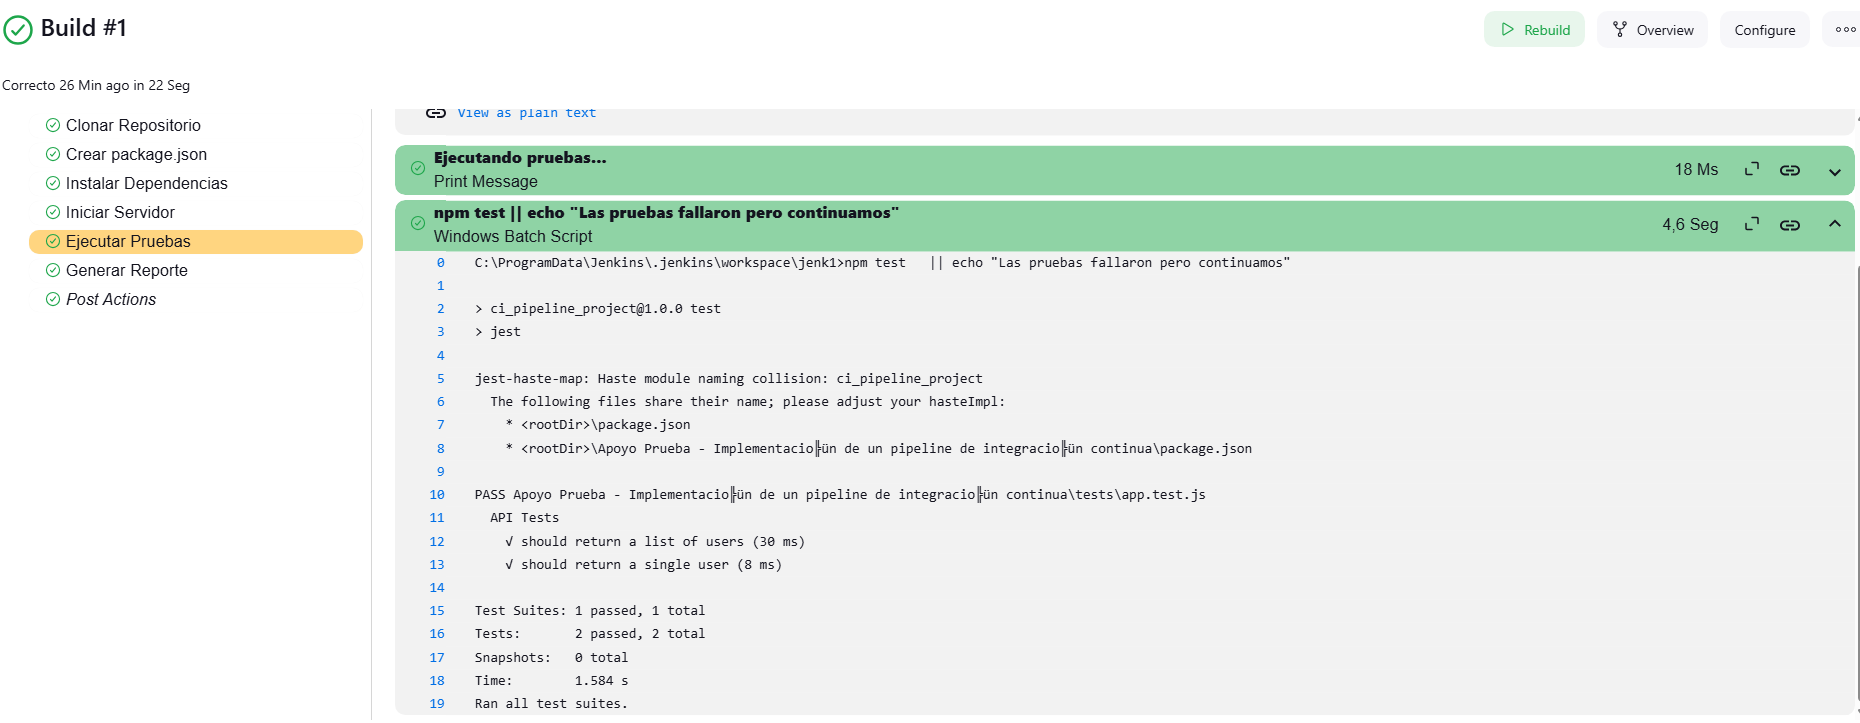 Build #1
Rebuild
Overview
Configure
Correcto 26 Min ago in 22 Seg
Clonar Repositorio
Crear package.json
Instalar Dependencias
Iniciar Servidor
Ejecutar Pruebas
Generar Reporte
Post Actions
View as plain text
Ejecutando pruebas...
Print Message
18 Ms
npm test || echo "Las pruebas fallaron pero continuamos"
Windows Batch Script
4,6 Seg
0 C:\ProgramData\Jenkins\.jenkins\workspace\jenk1>npm test   || echo "Las pruebas fallaron pero continuamos"
1
2 > ci_pipeline_project@1.0.0 test
3 > jest
4
5 jest-haste-map: Haste module naming collision: ci_pipeline_project
6 The following files share their name; please adjust your hasteImpl:
7 * <rootDir>\package.json
8 * <rootDir>\Apoyo Prueba - Implementacio╠ün de un pipeline de integracio╠ün continua\package.json
9
10 PASS Apoyo Prueba - Implementacio╠ün de un pipeline de integracio╠ün continua\tests\app.test.js
11 API Tests
12 √ should return a list of users (30 ms)
13 √ should return a single user (8 ms)
14
15 Test Suites: 1 passed, 1 total
16 Tests:       2 passed, 2 total
17 Snapshots:   0 total
18 Time:        1.584 s
19 Ran all test suites.